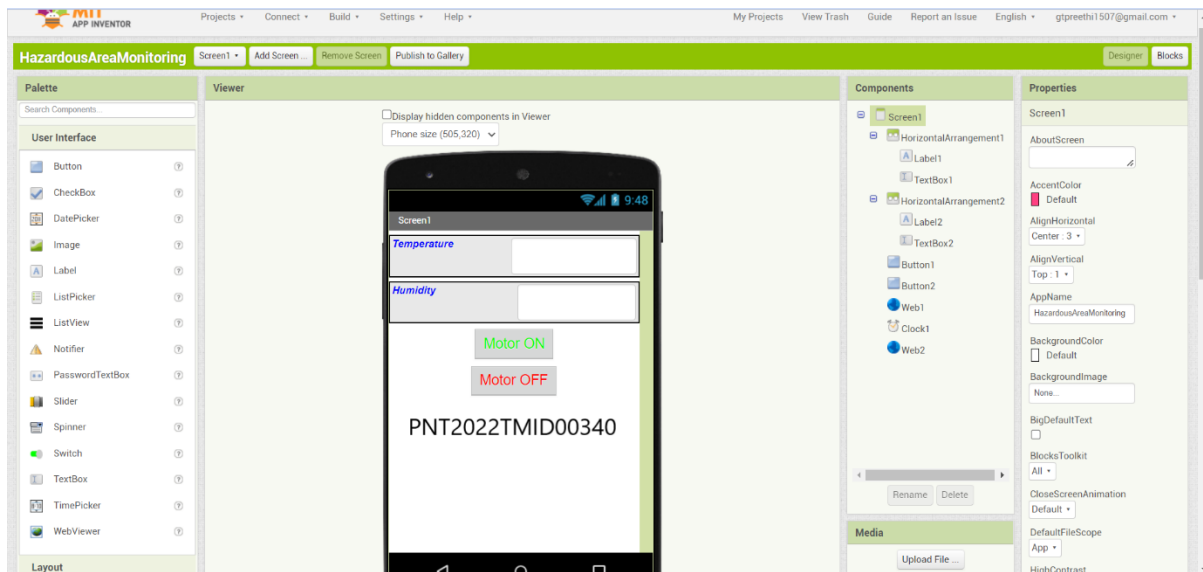 MIT
APP INVENTOR
Projects Connect Build Settings Help
My Projects View Trash Guide Report an Issue English gtpreethi1507@gmail.com
HazardousAreaMonitoring Screen1 Add Screen ... Remove Screen Publish to Gallery Designer Blocks
Palette
Search Components...
User Interface
Button ?
CheckBox ?
DatePicker ?
Image ?
Label ?
ListPicker ?
ListView ?
Notifier ?
PasswordTextBox ?
Slider ?
Spinner ?
Switch ?
TextBox ?
TimePicker ?
WebViewer ?
Layout
Viewer
Display hidden components in Viewer
Phone size (505,320)
9:48
Screen1
Temperature
Humidity
Motor ON
Motor OFF
PNT2022TMID00340
Components
Screen1
HorizontalArrangement1
Label1
TextBox1
HorizontalArrangement2
Label2
TextBox2
Button1
Button2
Web1
Clock1
Web2
Rename Delete
Media
Upload File ...
Properties
Screen1
AboutScreen
AccentColor
Default
AlignHorizontal
Center : 3
AlignVertical
Top : 1
AppName
HazardousAreaMonitoring
BackgroundColor
Default
BackgroundImage
None...
BigDefaultText
BlocksToolkit
All
CloseScreenAnimation
Default
DefaultFileScope
App
HighContrast